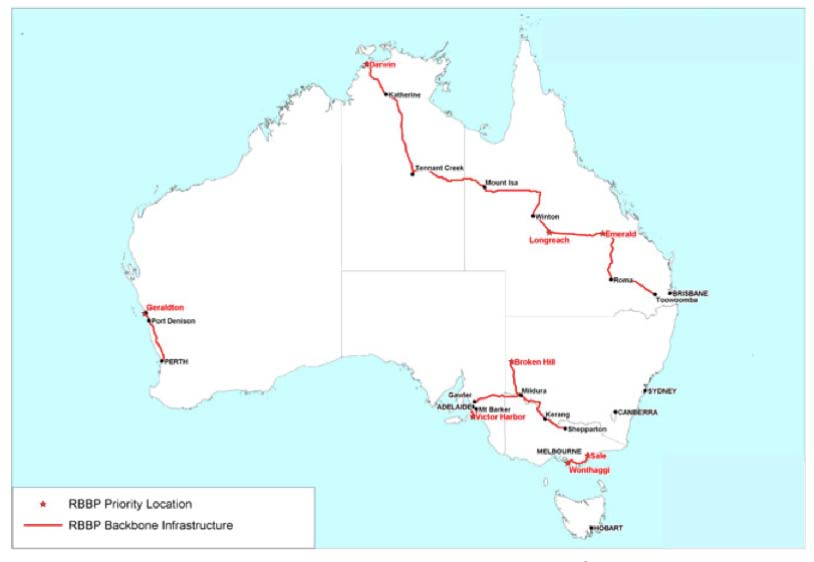 Darwin
Katherine
Tennant Creek
Mount Isa
Winton
Longreach
Emerald
Roma
BRISBANE
Toowoomba
Geraldton
Port Denison
PERTH
Broken Hill
Mildura
Gawler
ADELAIDE
Mt Barker
Victor Harbor
Kerang
Shepparton
SYDNEY
CANBERRA
MELBOURNE
Sale
Wonthaggi
HOBART
RBBP Priority Location
RBBP Backbone Infrastructure